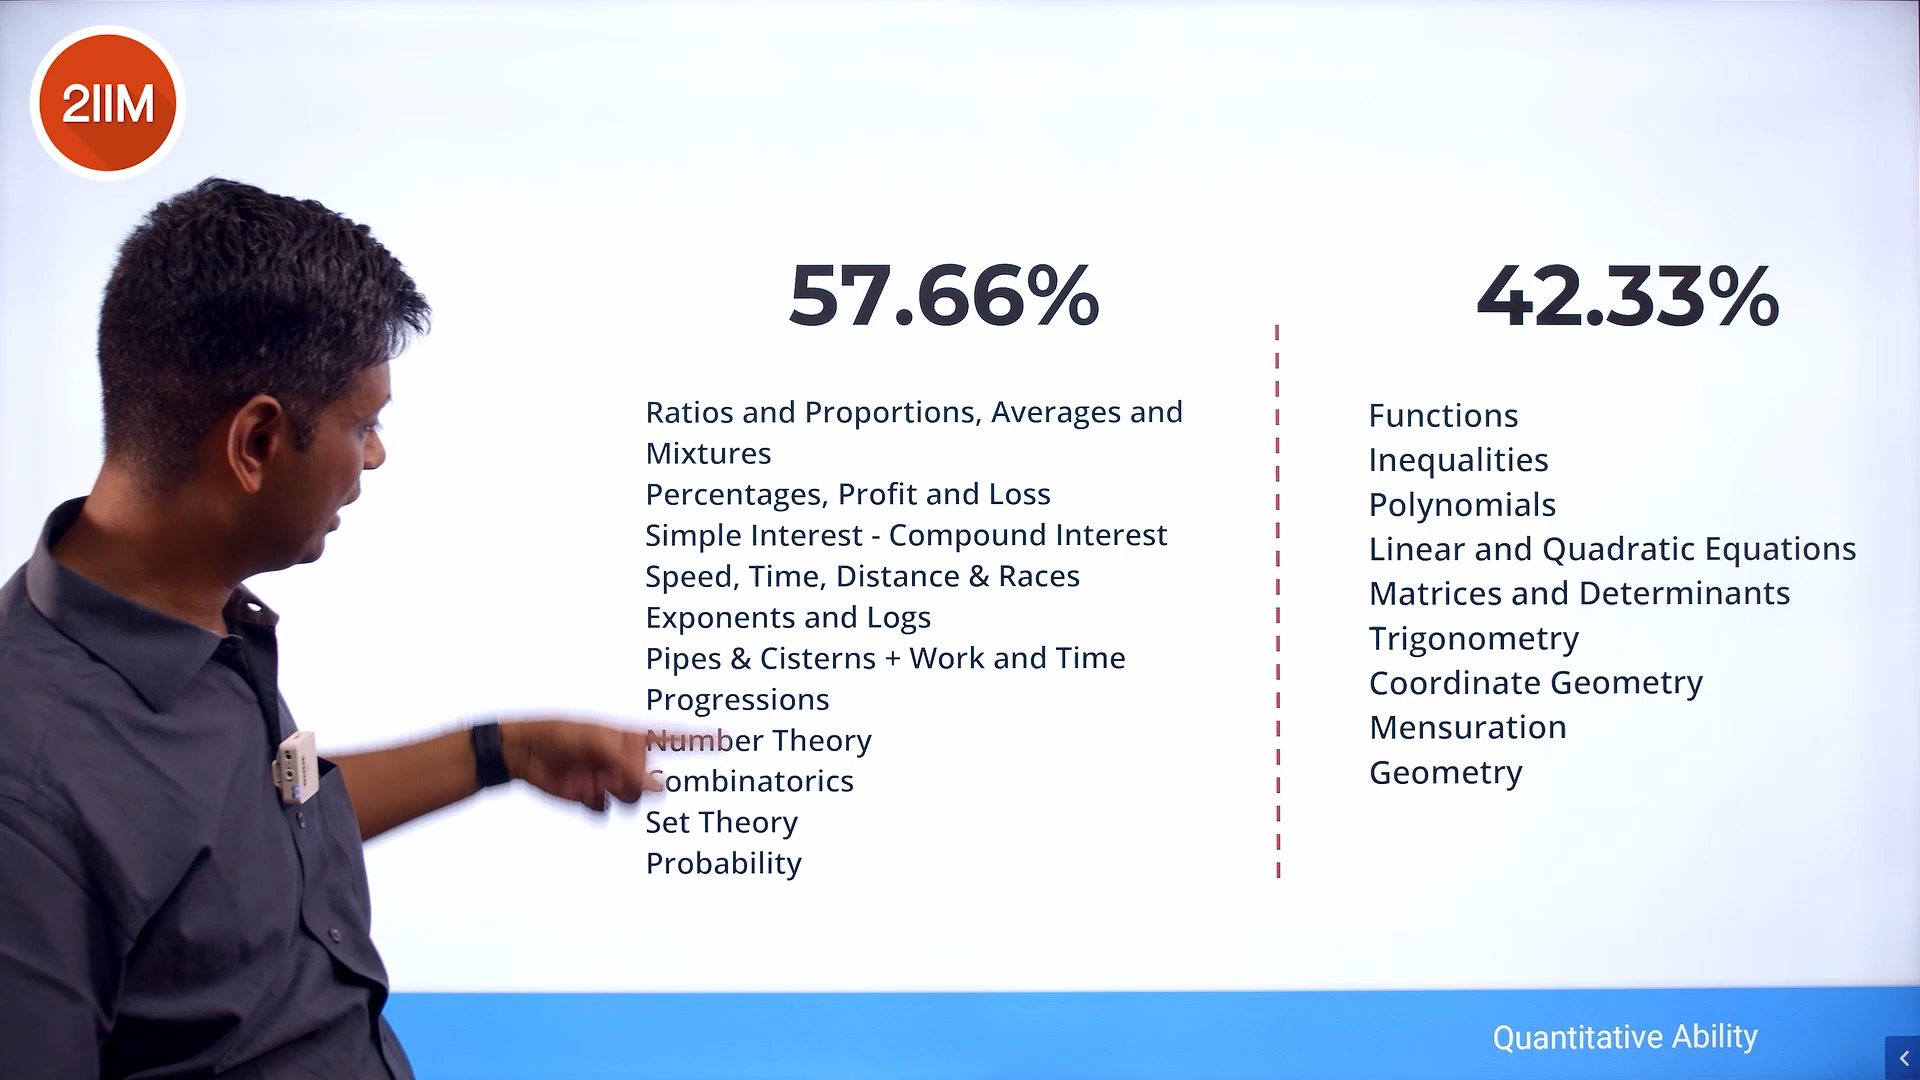 2IIM
57.66%
Ratios and Proportions, Averages and
Mixtures
Percentages, Profit and Loss
Simple Interest - Compound Interest
Speed, Time, Distance & Races
Exponents and Logs
Pipes & Cisterns + Work and Time
Progressions
Number Theory
Combinatorics
Set Theory
Probability
42.33%
Functions
Inequalities
Polynomials
Linear and Quadratic Equations
Matrices and Determinants
Trigonometry
Coordinate Geometry
Mensuration
Geometry
Quantitative Ability